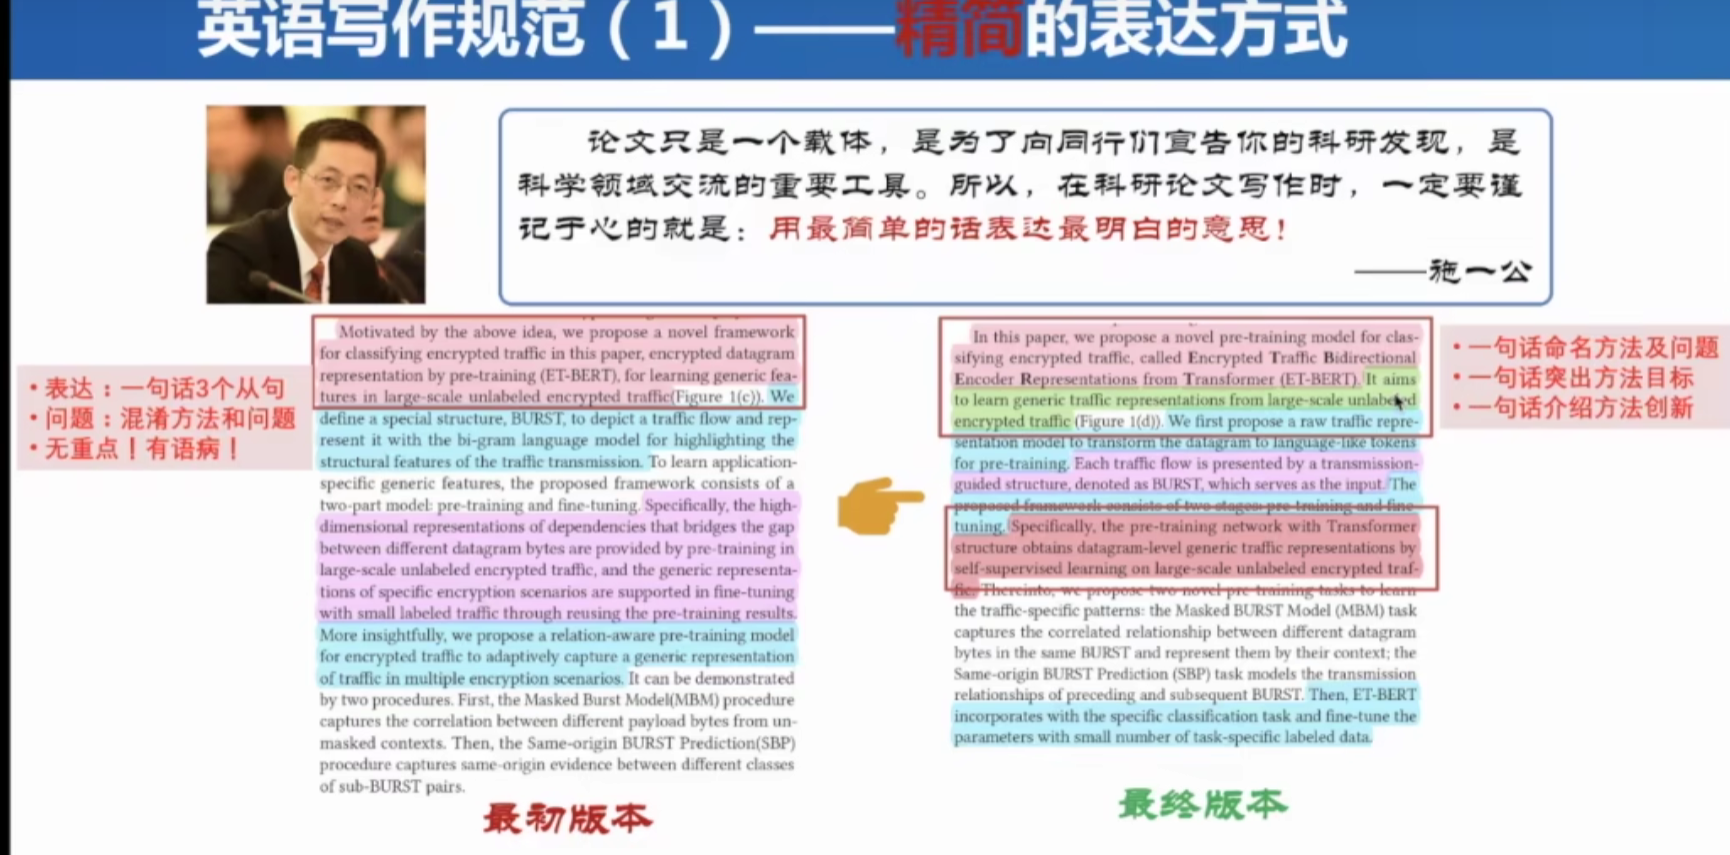 英语写作规范（1）——精简的表达方式
论文只是一个载体，是为了向同行们宣告你的科研发现，是
科学领域交流的重要工具。所以，在科研论文写作时，一定要谨
记于心的就是：用最简单的话表达最明白的意思！
——施一公
• 表达：一句话3个从句
• 问题：混淆方法和问题
• 无重点！有语病！
Motivated by the above idea, we propose a novel framework
for classifying encrypted traffic in this paper, encrypted datagram
representation by pre-training (ET-BERT), for learning generic fea-
tures in large-scale unlabeled encrypted traffic(Figure 1(c)). We
define a special structure, BURST, to depict a traffic flow and rep-
resent it with the bi-gram language model for highlighting the
structural features of the traffic transmission. To learn application-
specific generic features, the proposed framework consists of a
two-part model: pre-training and fine-tuning. Specifically, the high-
dimensional representations of dependencies that bridges the gap
between different datagram bytes are provided by pre-training in
large-scale unlabeled encrypted traffic, and the generic representa-
tions of specific encryption scenarios are supported in fine-tuning
with small labeled traffic through reusing the pre-training results.
More insightfully, we propose a relation-aware pre-training model
for encrypted traffic to adaptively capture a generic representation
of traffic in multiple encryption scenarios. It can be demonstrated
by two procedures. First, the Masked Burst Model(MBM) procedure
captures the correlation between different payload bytes from un-
masked contexts. Then, the Same-origin BURST Prediction(SBP)
procedure captures same-origin evidence between different classes
of sub-BURST pairs.
最初版本
In this paper, we propose a novel pre-training model for clas-
sifying encrypted traffic, called Encrypted Traffic Bidirectional
Encoder Representations from Transformer (ET-BERT). It aims
to learn generic traffic representations from large-scale unlabeled
encrypted traffic (Figure 1(d)). We first propose a raw traffic repre-
sentation model to transform the datagram to language-like tokens
for pre-training. Each traffic flow is presented by a transmission-
guided structure, denoted as BURST, which serves as the input. The
proposed framework consists of two stages: pre-training and fine-
tuning. Specifically, the pre-training network with Transformer
structure obtains datagram-level generic traffic representations by
self-supervised learning on large-scale unlabeled encrypted traf-
fic. Thereinto, we propose two novel pre-training tasks to learn
the traffic-specific patterns: the Masked BURST Model (MBM) task
captures the correlated relationship between different datagram
bytes in the same BURST and represent them by their context; the
Same-origin BURST Prediction (SBP) task models the transmission
relationships of preceding and subsequent BURST. Then, ET-BERT
incorporates with the specific classification task and fine-tune the
parameters with small number of task-specific labeled data.
最终版本
• 一句话命名方法及问题
• 一句话突出方法目标
• 一句话介绍方法创新